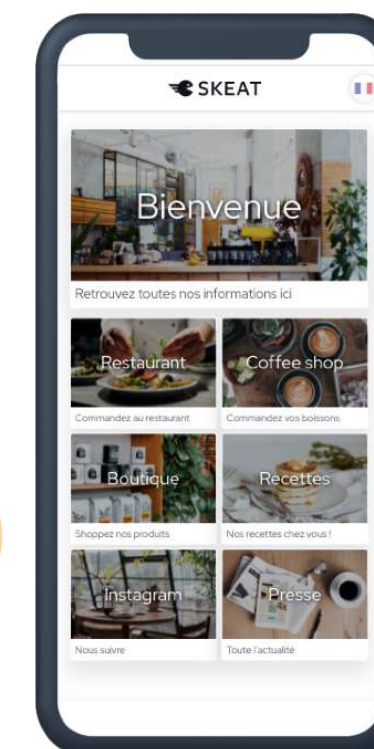 SKEAT
Bienvenue
Retrouvez toutes nos informations ici
Restaurant
Coffee shop
Commandez au restaurant
Commandez vos boissons
Boutique
Recettes
Shoppez nos produits
Nos recettes chez vous !
Instagram
Presse
Nous suivre
Toute l'actualité